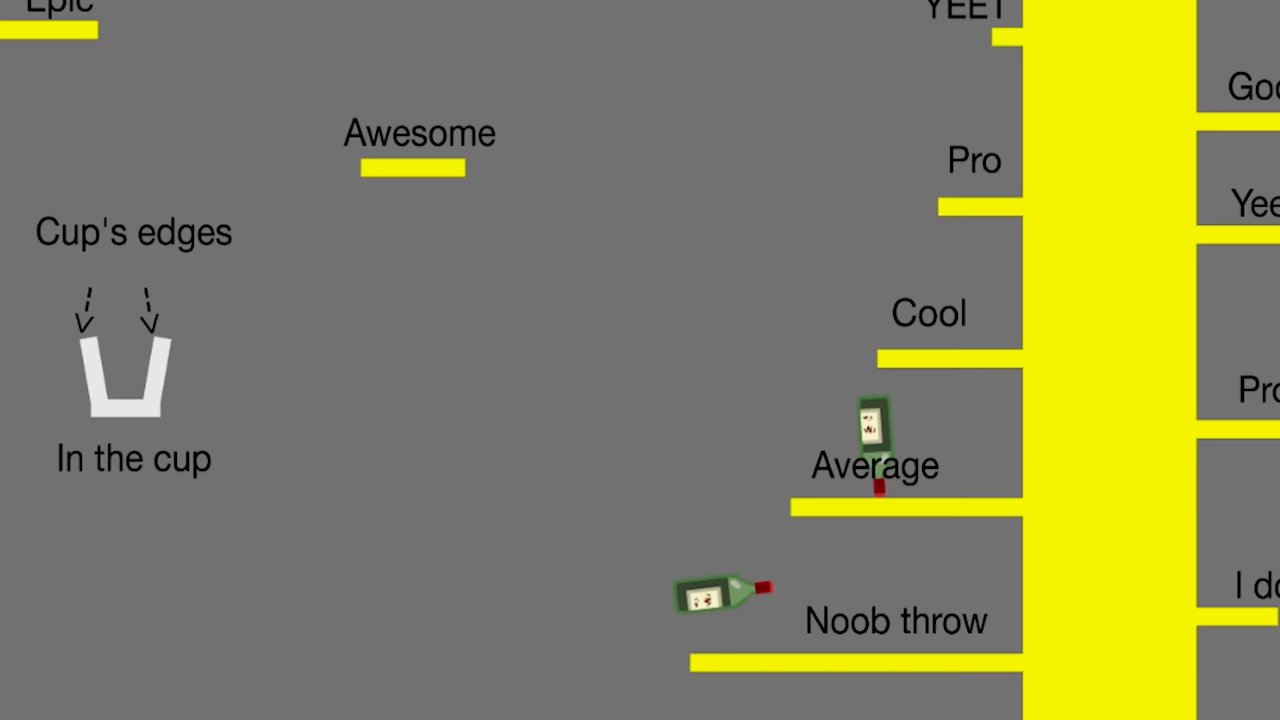 Epic
YEET
Awesome
Pro
Cup's edges
Cool
In the cup
Average
Noob throw